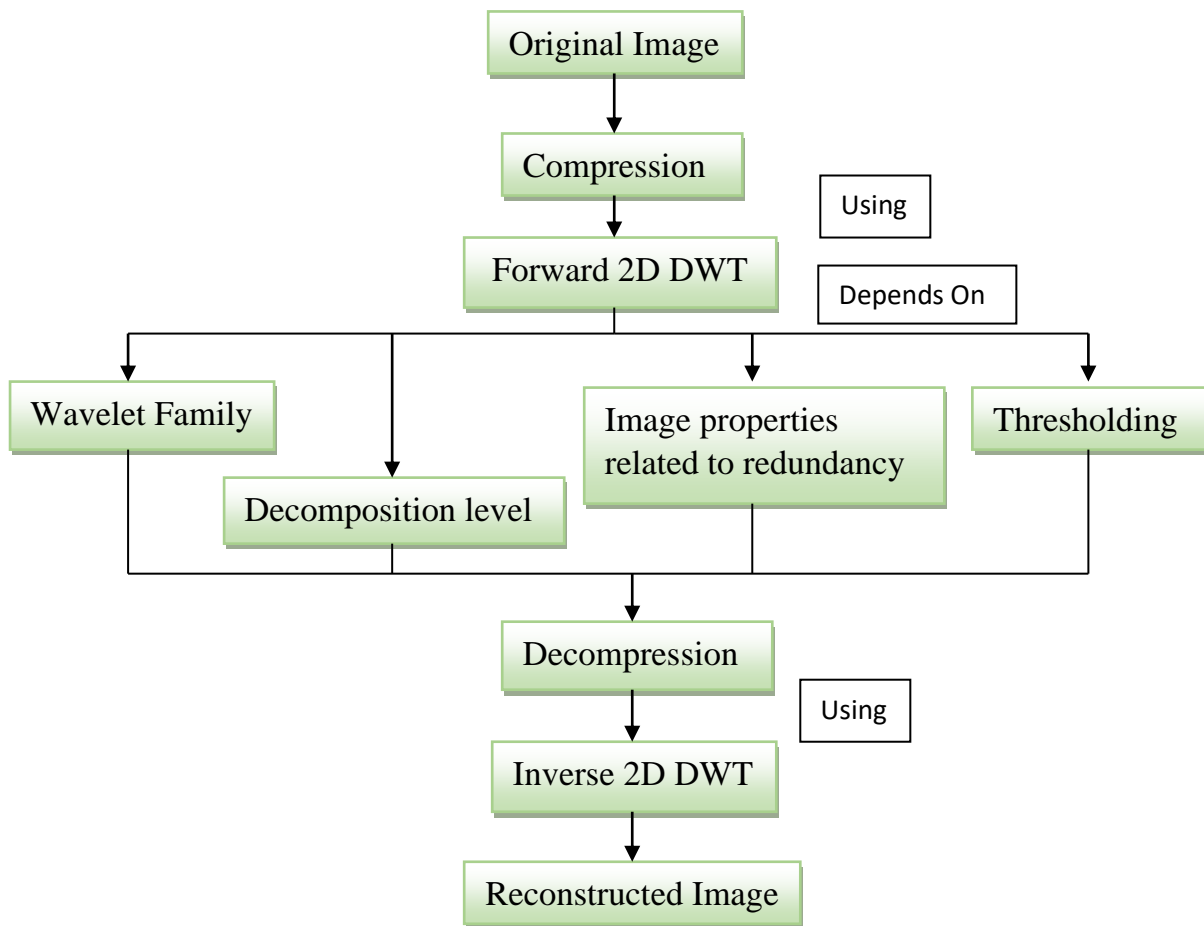 Original Image
Compression
Using
Forward 2D DWT
Depends On
Wavelet Family
Decomposition level
Image properties
related to redundancy
Thresholding
Decompression
Using
Inverse 2D DWT
Reconstructed Image